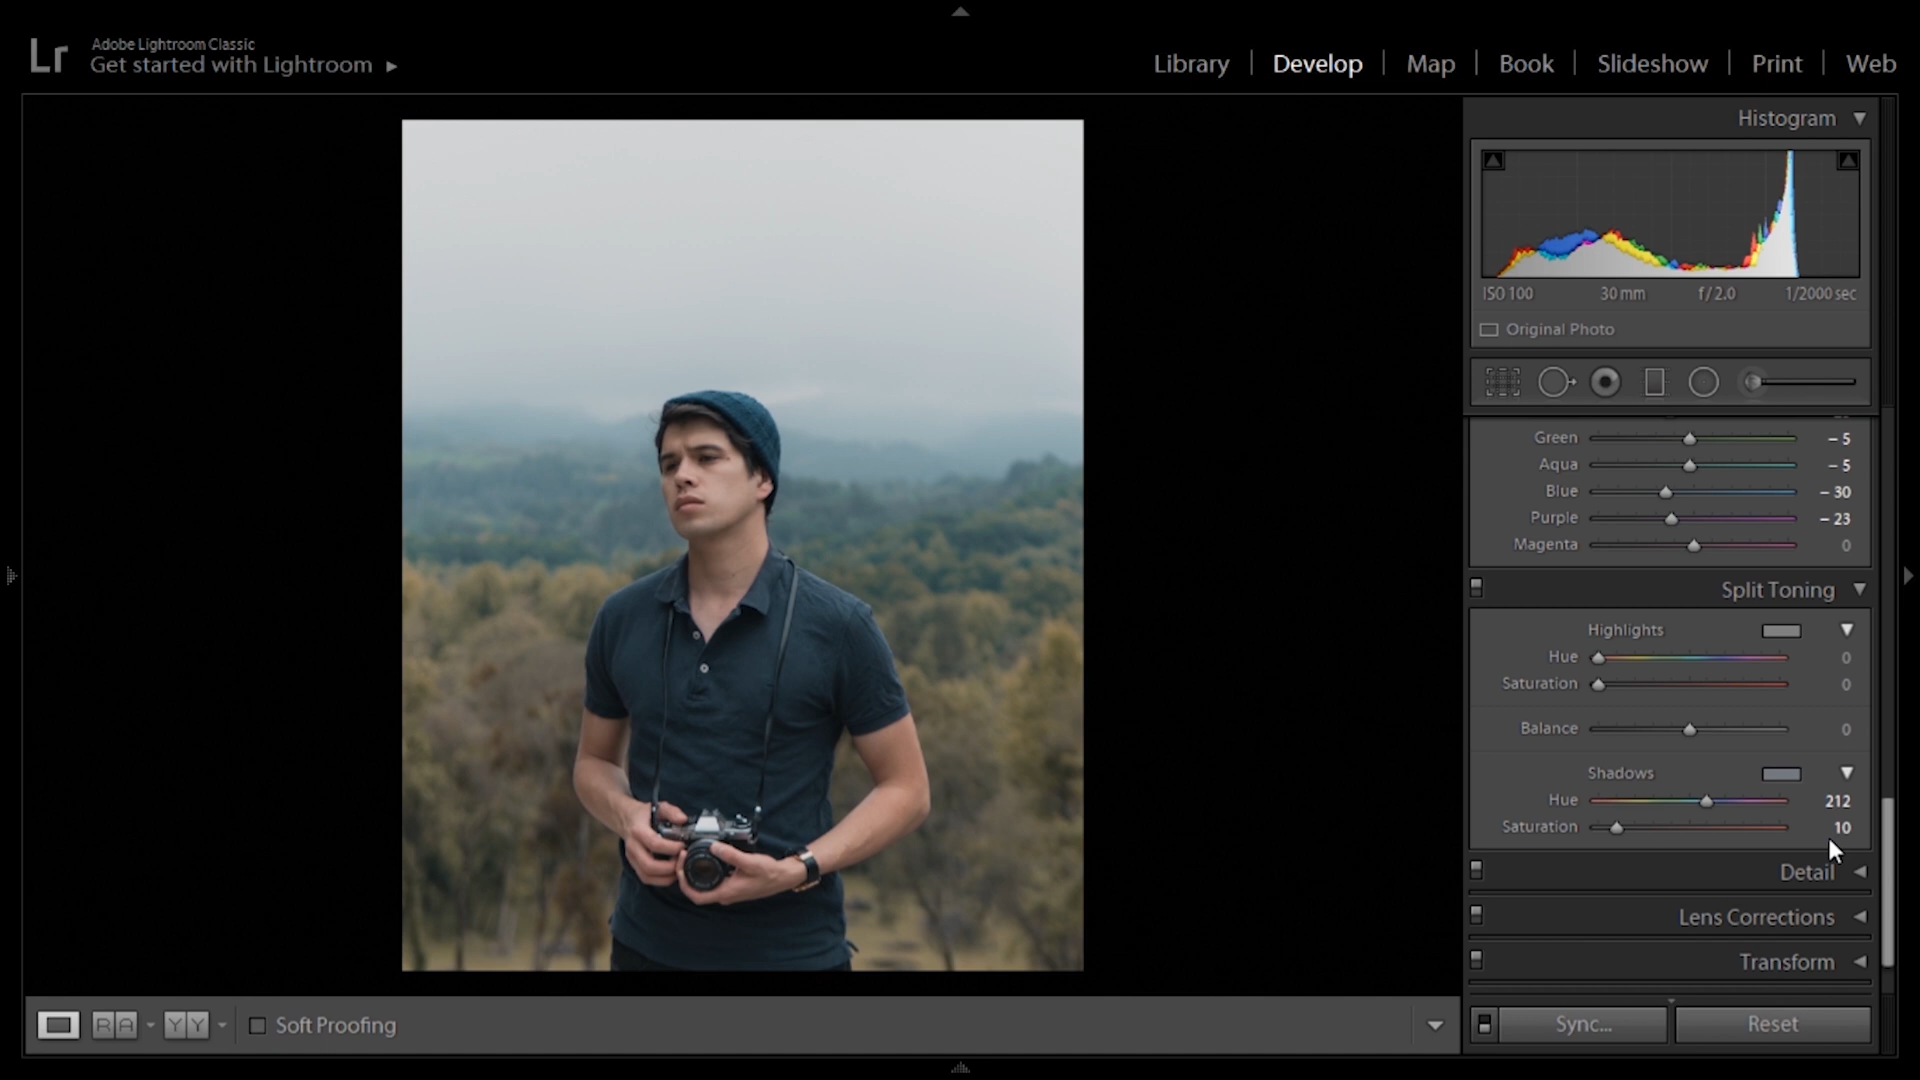 Lr
Adobe Lightroom Classic
Get started with Lightroom
Library | Develop | Map | Book | Slideshow | Print | Web
Histogram
ISO 100 30 mm f / 2.0 1/2000 sec
Original Photo
Green – 5
Aqua – 5
Blue – 30
Purple – 23
Magenta 0
Split Toning
Highlights
Hue 0
Saturation 0
Balance 0
Shadows
Hue 212
Saturation 10
Detail
Lens Corrections
Transform
R A Y Y Soft Proofing
Sync... Reset